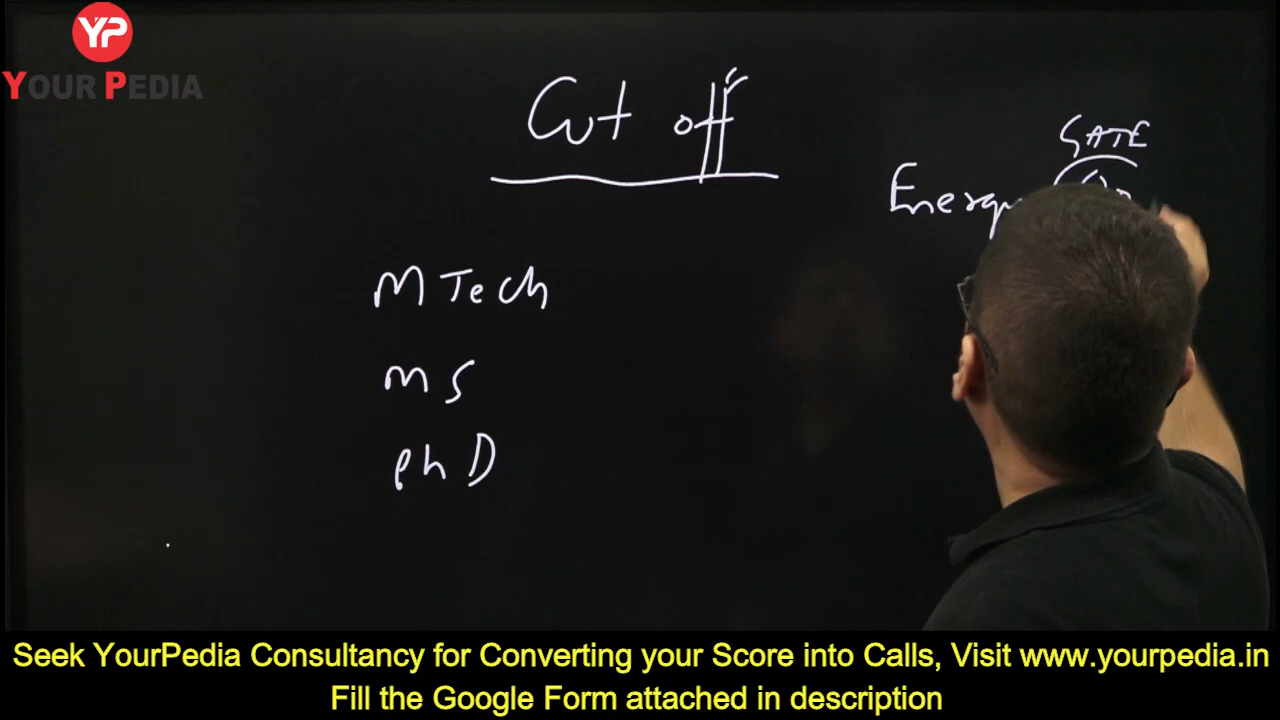 YP
YOUR PEDIA
Cut off
GATE
Energy
MTech
MS
PhD
Seek YourPedia Consultancy for Converting your Score into Calls, Visit www.yourpedia.in
Fill the Google Form attached in description